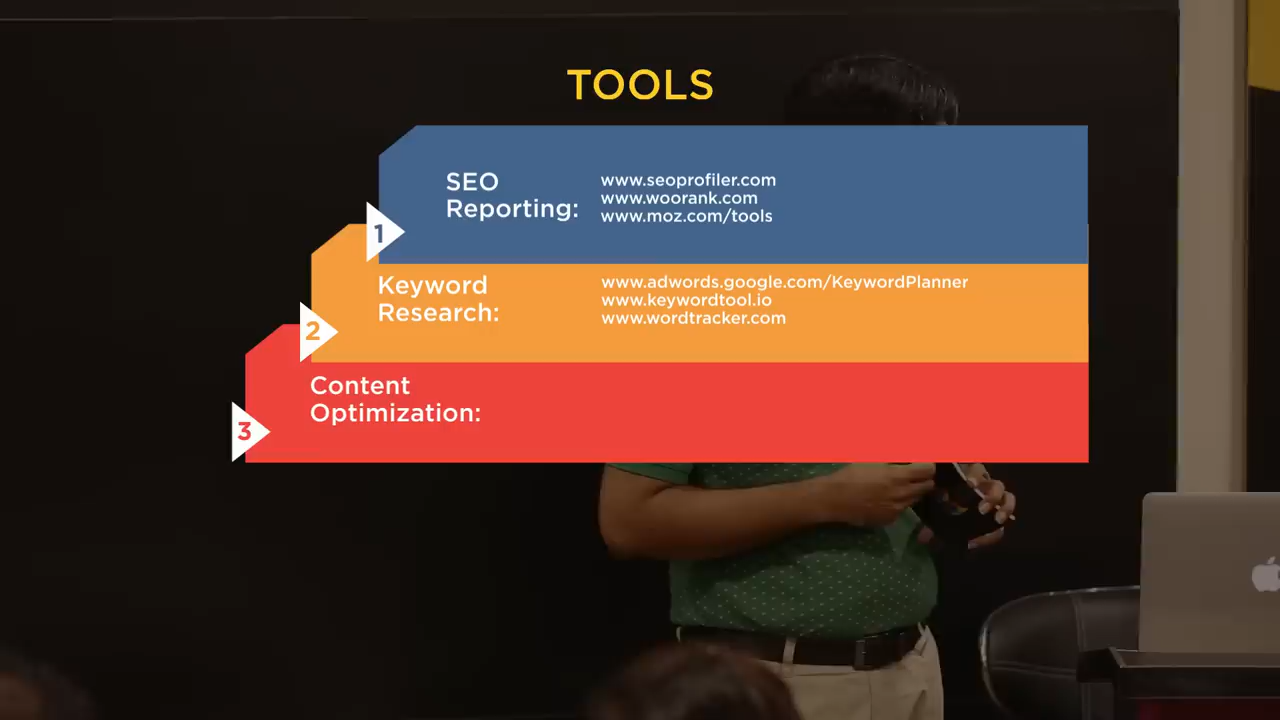 TOOLS
1
SEO
Reporting:
www.seoprofiler.com
www.woorank.com
www.moz.com/tools
2
Keyword
Research:
www.adwords.google.com/KeywordPlanner
www.keywordtool.io
www.wordtracker.com
3
Content
Optimization: